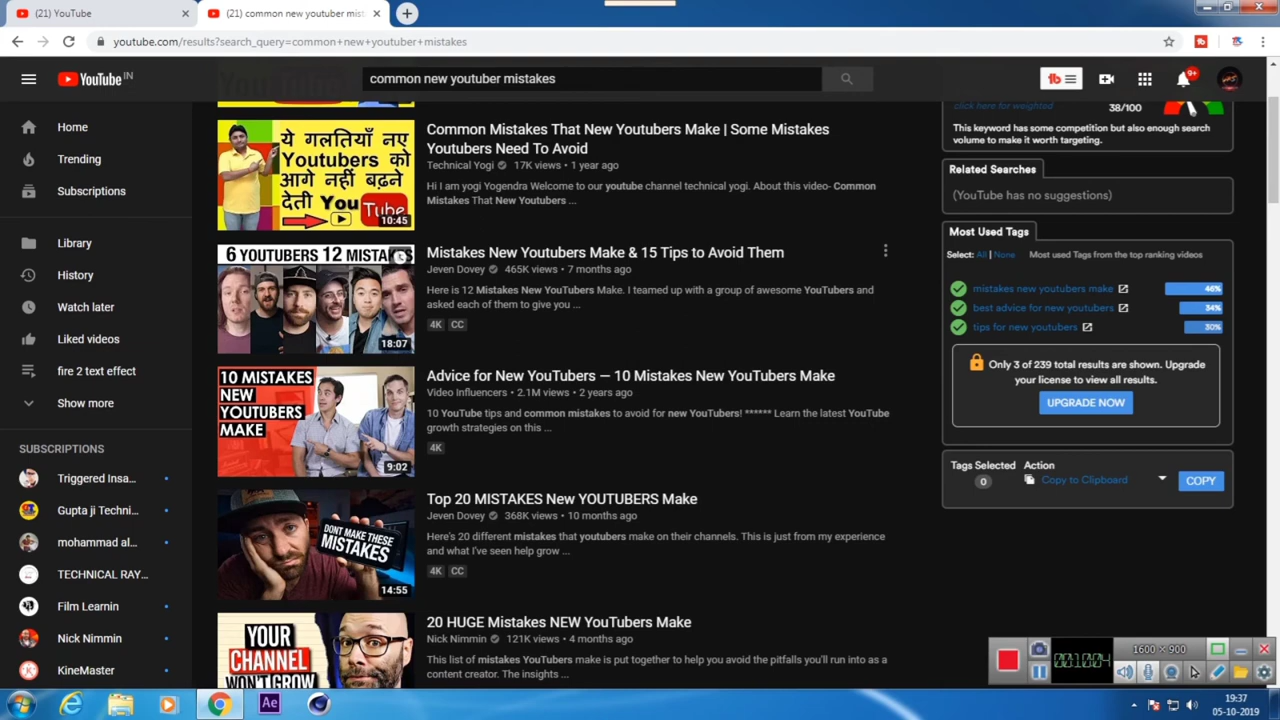 (21) YouTube
(21) common new youtuber mist
youtube.com/results?search_query=common+new+youtuber+mistakes
YouTube IN
common new youtuber mistakes
tb
9+
Home
Trending
Subscriptions
Library
History
Watch later
Liked videos
fire 2 text effect
Show more
SUBSCRIPTIONS
Triggered Insa...
Gupta ji Techni...
mohammad al...
TECHNICAL RAY...
Film Learnin
Nick Nimmin
KineMaster
ये गलतियाँ नए
Youtubers को
आगे नहीं बढ़ने
देती You
Tube
10:45
Common Mistakes That New Youtubers Make | Some Mistakes
Youtubers Need To Avoid
Technical Yogi 17K views • 1 year ago
Hi I am yogi Yogendra Welcome to our youtube channel technical yogi. About this video- Common
Mistakes That New Youtubers ...
6 YOUTUBERS 12 MISTAKES
18:07
Mistakes New Youtubers Make & 15 Tips to Avoid Them
Jeven Dovey 465K views • 7 months ago
Here is 12 Mistakes New YouTubers Make. I teamed up with a group of awesome YouTubers and
asked each of them to give you ...
4K CC
10 MISTAKES
NEW
YOUTUBERS
MAKE
9:02
Advice for New YouTubers — 10 Mistakes New YouTubers Make
Video Influencers 2.1M views • 2 years ago
10 YouTube tips and common mistakes to avoid for new YouTubers! ****** Learn the latest YouTube
growth strategies on this ...
4K
DONT MAKE THESE
MISTAKES
14:55
Top 20 MISTAKES New YOUTUBERS Make
Jeven Dovey 368K views • 10 months ago
Here's 20 different mistakes that youtubers make on their channels. This is just from my experience
and what I've seen help grow ...
4K CC
YOUR
CHANNEL
WON'T GROW
20 HUGE Mistakes NEW YouTubers Make
Nick Nimmin 121K views • 4 months ago
This list of mistakes YouTubers make is put together to help you avoid the pitfalls you'll run into as a
content creator. The insights ...
click here for weighted
38/100
This keyword has some competition but also enough search
volume to make it worth targeting.
Related Searches
(YouTube has no suggestions)
Most Used Tags
Select: All | None Most used Tags from the top ranking videos
mistakes new youtubers make 46%
best advice for new youtubers 34%
tips for new youtubers 30%
Only 3 of 239 total results are shown. Upgrade
your license to view all results.
UPGRADE NOW
Tags Selected
0
Action
Copy to Clipboard
COPY
1600 × 900
Ae
19:37
05-10-2019